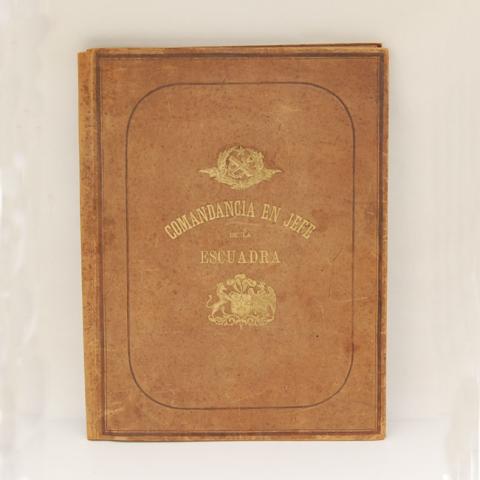 COMANDANCIA EN JEFE
DE LA
ESCUADRA